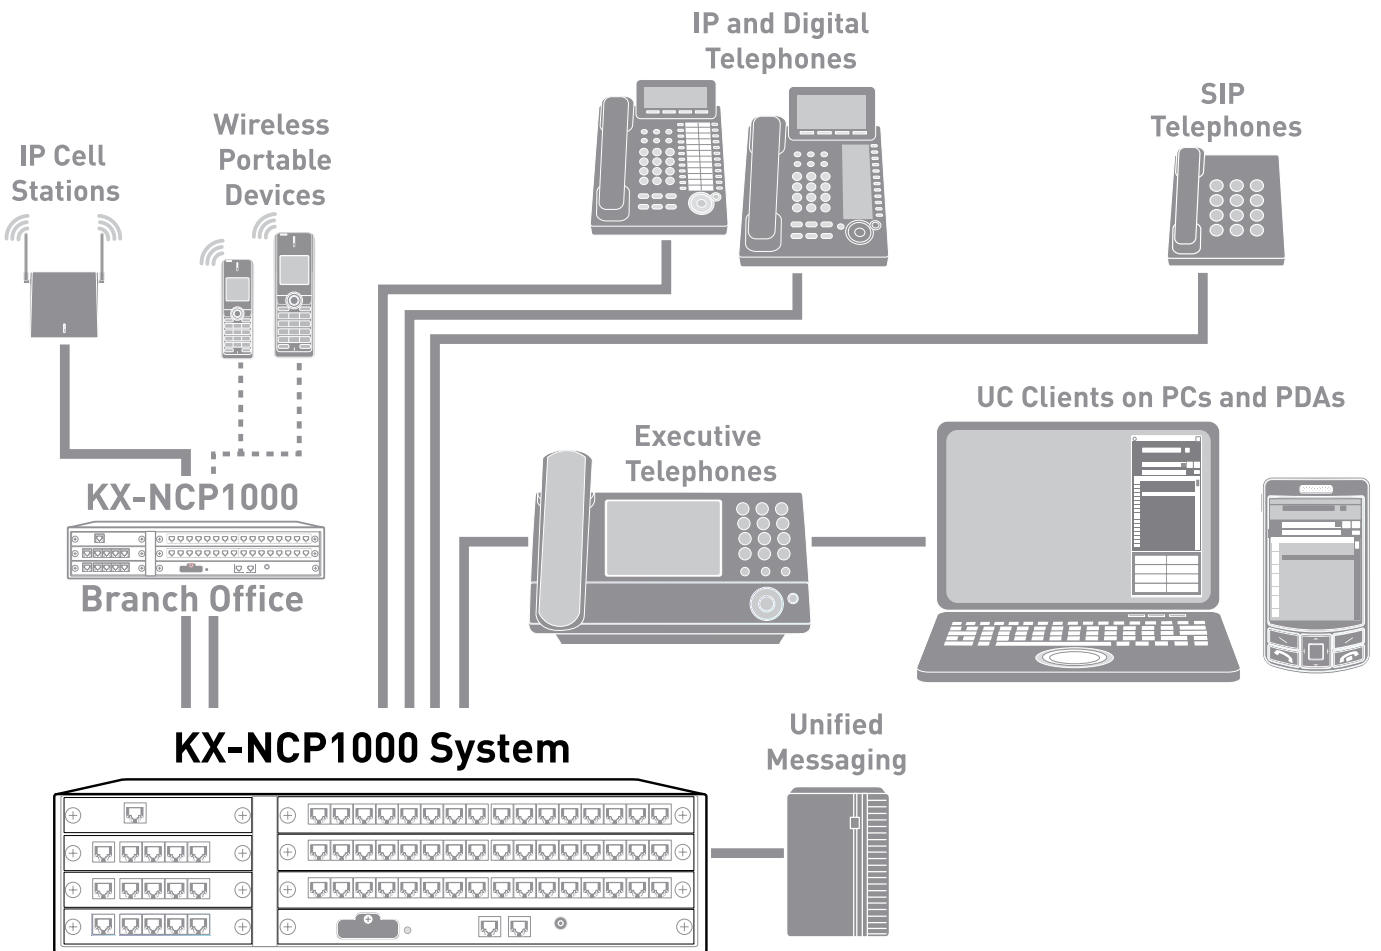 IP and Digital
Telephones
SIP
Telephones
Wireless
Portable
Devices
IP Cell
Stations
UC Clients on PCs and PDAs
Executive
Telephones
KX-NCP1000
Branch Office
KX-NCP1000 System
Unified
Messaging